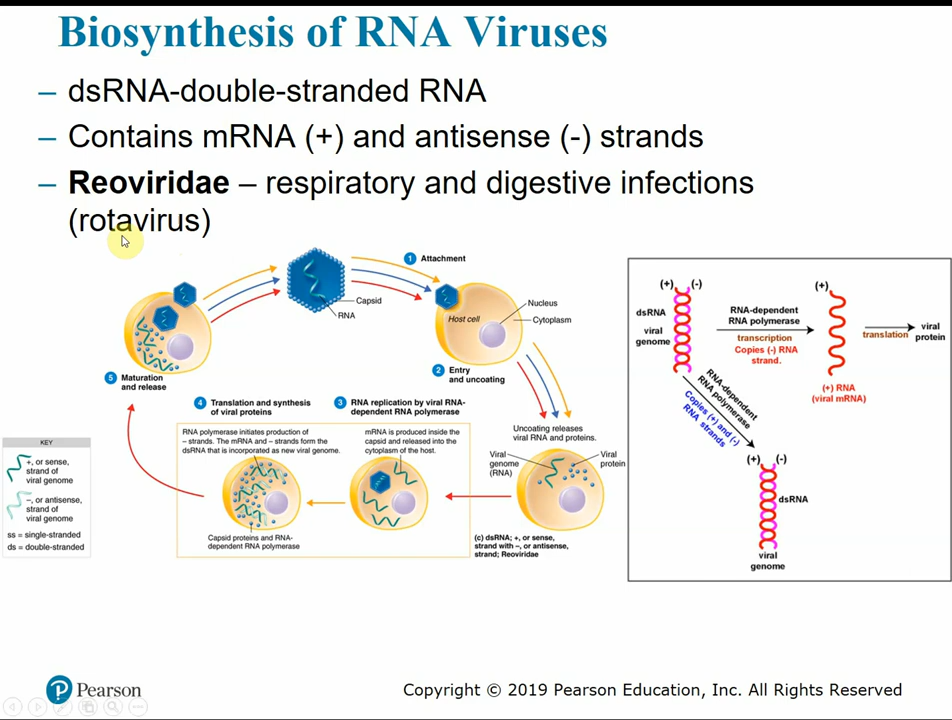 Biosynthesis of RNA Viruses
– dsRNA-double-stranded RNA
– Contains mRNA (+) and antisense (-) strands
– Reoviridae – respiratory and digestive infections
(rotavirus)
1 Attachment
Capsid
RNA
Host cell
Nucleus
Cytoplasm
2 Entry
and uncoating
Uncoating releases
viral RNA and proteins.
Viral
genome
(RNA)
Viral
protein
(c) dsRNA; +, or sense,
strand with –, or antisense,
strand; Reoviridae
3 RNA replication by viral RNA-
dependent RNA polymerase
mRNA is produced inside the
capsid and released into the
cytoplasm of the host.
4 Translation and synthesis
of viral proteins
RNA polymerase initiates production of
– strands. The mRNA and – strands form the
dsRNA that is incorporated as new viral genome.
Capsid proteins and RNA-
dependent RNA polymerase
5 Maturation
and release
KEY
+, or sense,
strand of
viral genome
–, or antisense,
strand of
viral genome
ss = single-stranded
ds = double-stranded
(+) (-)
dsRNA
viral
genome
RNA-dependent
RNA polymerase
transcription
Copies (-) RNA
strand.
(+)
(+) RNA
(viral mRNA)
translation
viral
protein
RNA-dependent
RNA polymerase
Copies (+) and (-)
RNA strands
(+) (-)
dsRNA
viral
genome
P Pearson
Copyright © 2019 Pearson Education, Inc. All Rights Reserved